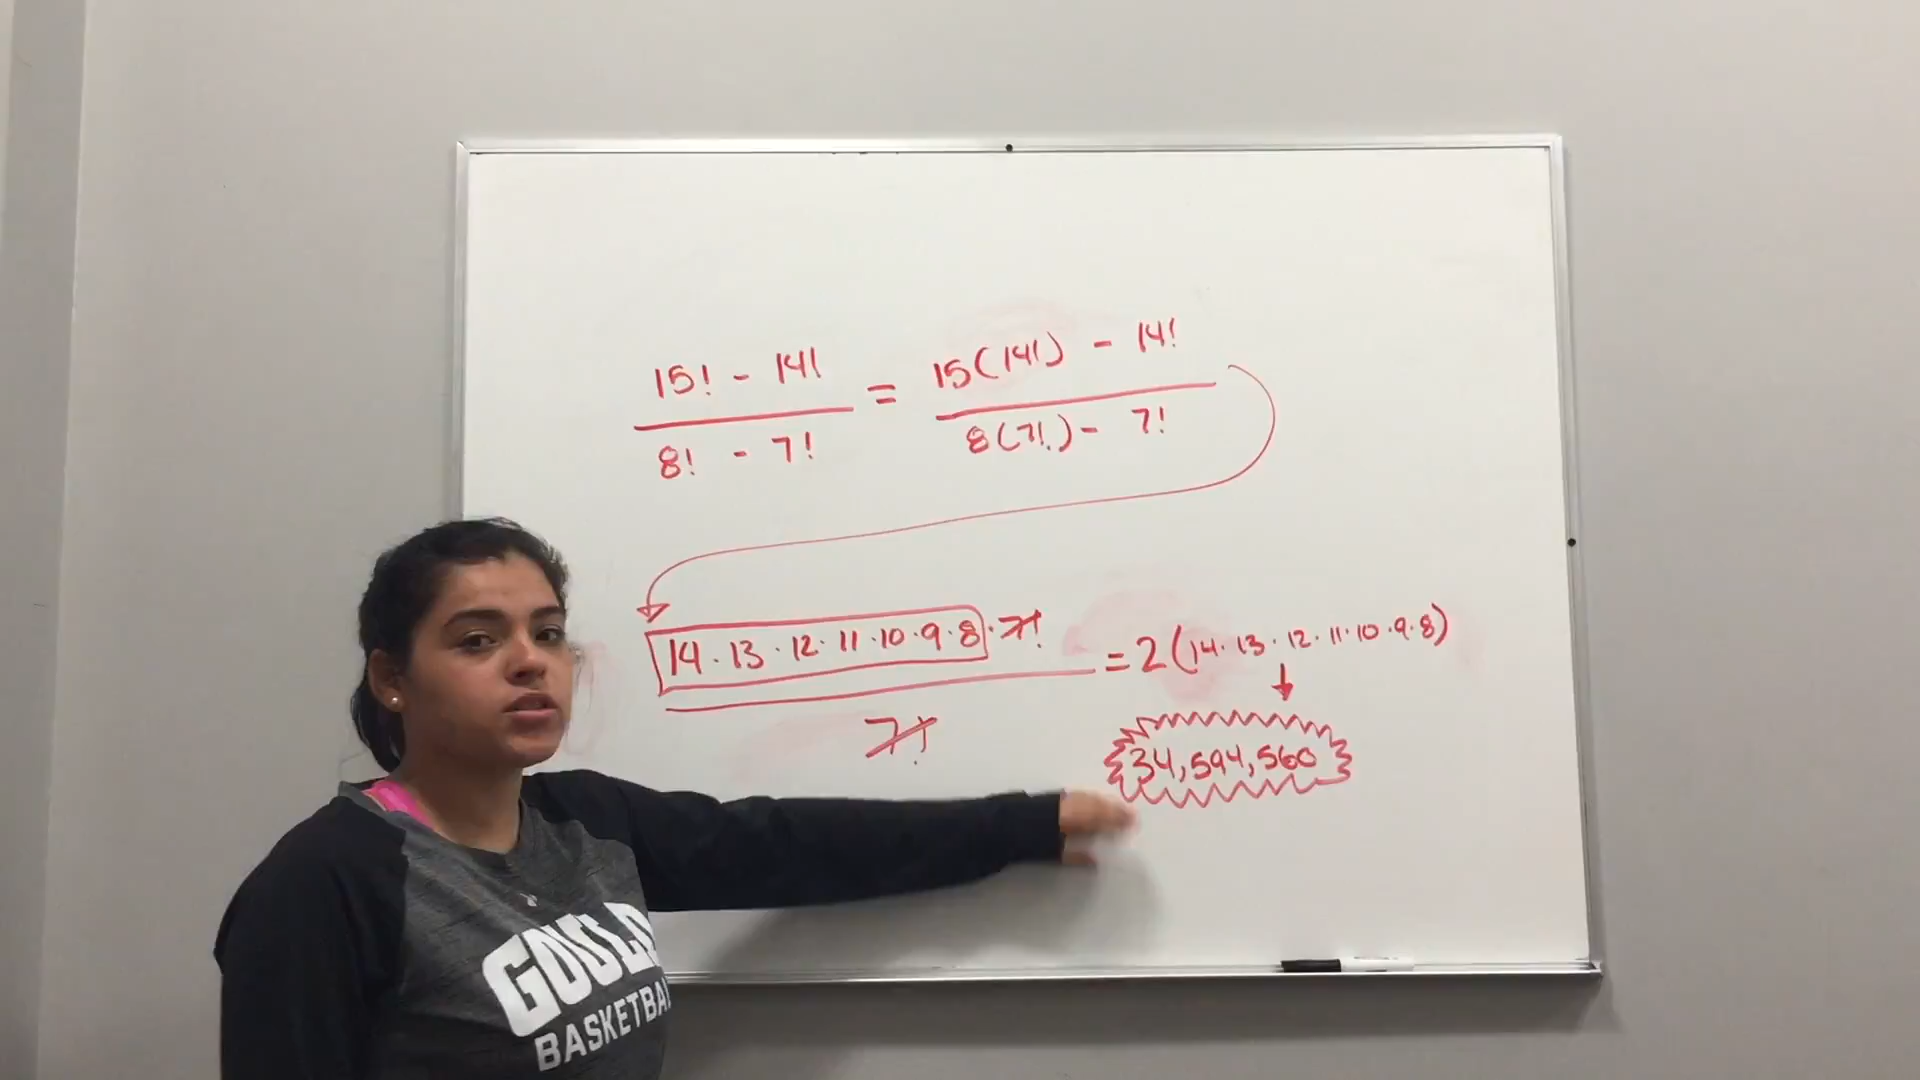 15! - 14! = 15(14!) - 14!
8! - 7! 8(7!) - 7!
14 · 13 · 12 · 11 · 10 · 9 · 8 · 7! = 2(14 · 13 · 12 · 11 · 10 · 9 · 8)
7!
34,594,560
GOULD
BASKETBA